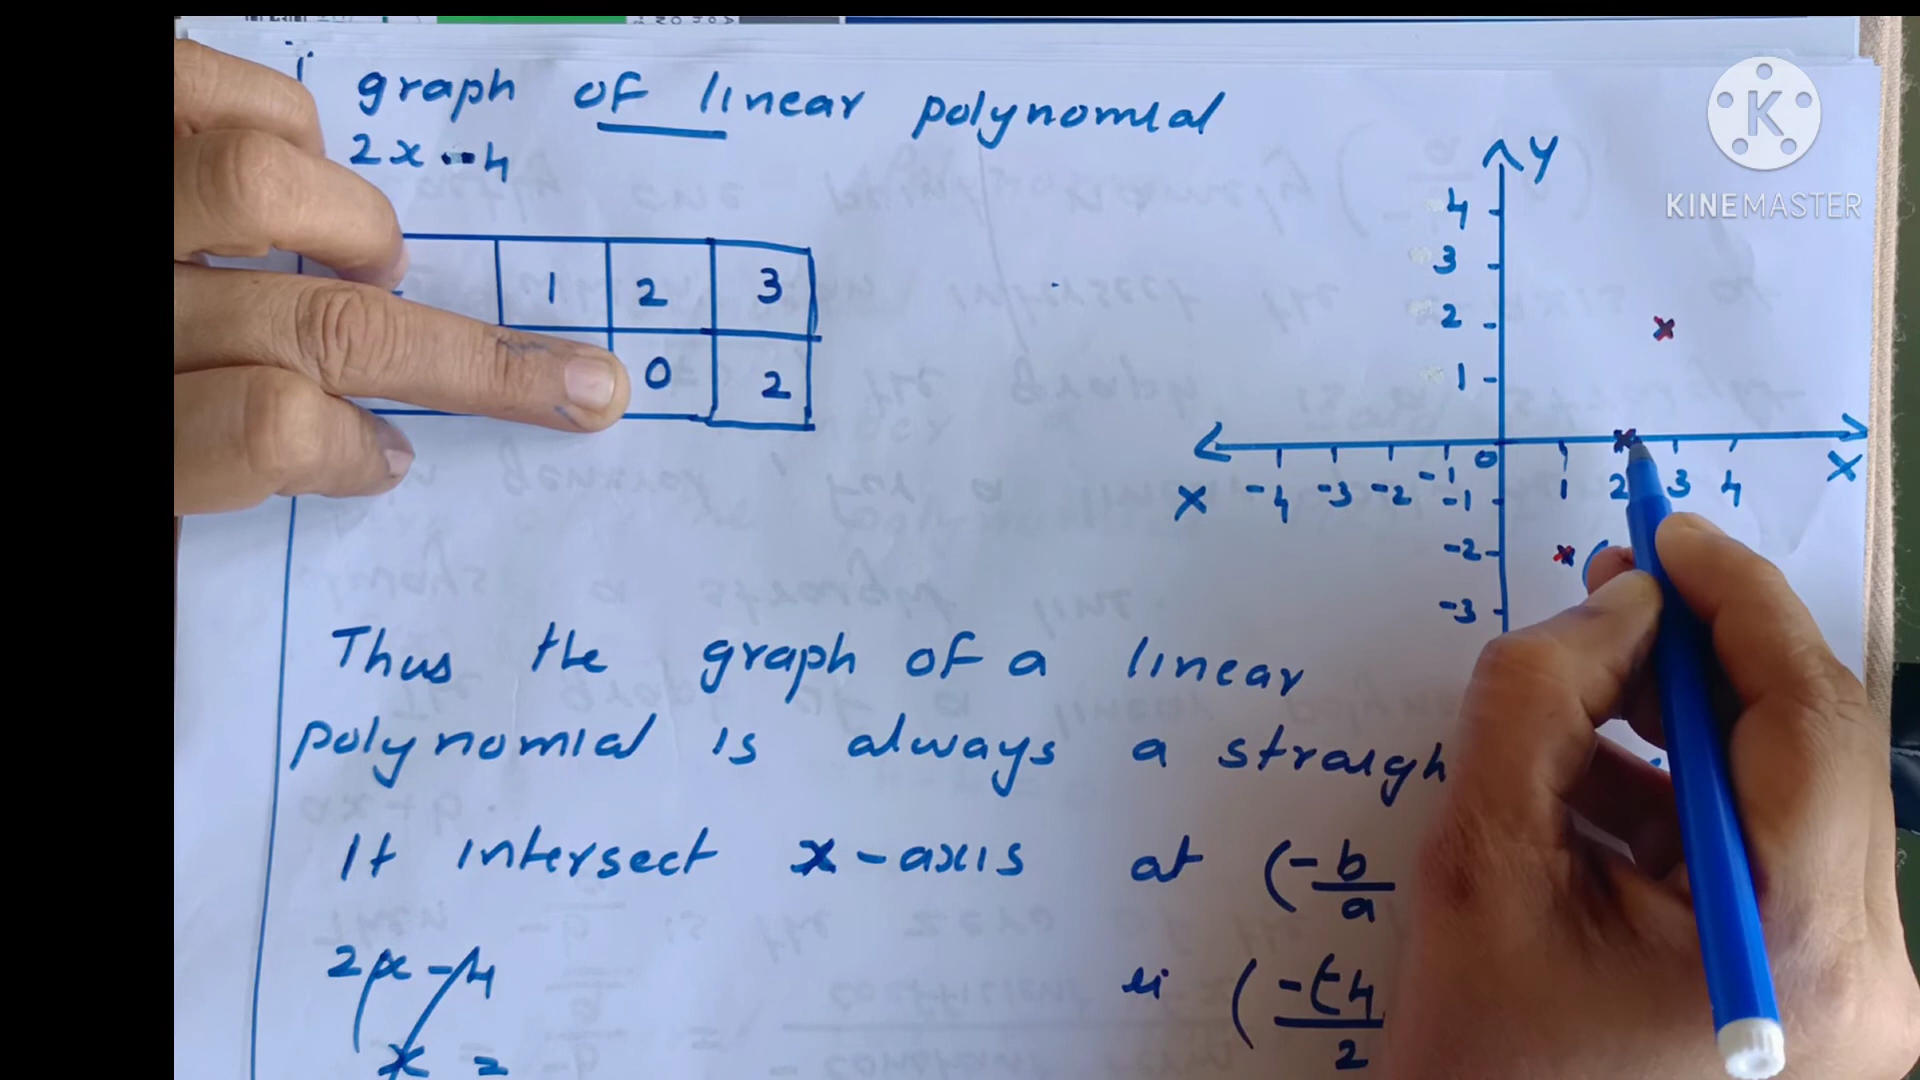 graph of linear polynomial
2x - 4
1 2 3
0 2
Y
4
3
2
1
0
X -4 -3 -2 -1 1 2 3 4 X
-1
-2
-3
Thus the graph of a linear
polynomial is always a straigh
It intersect x-axis at (-b/a
2x - 4
(-(-4/2
x =
K
KINEMASTER